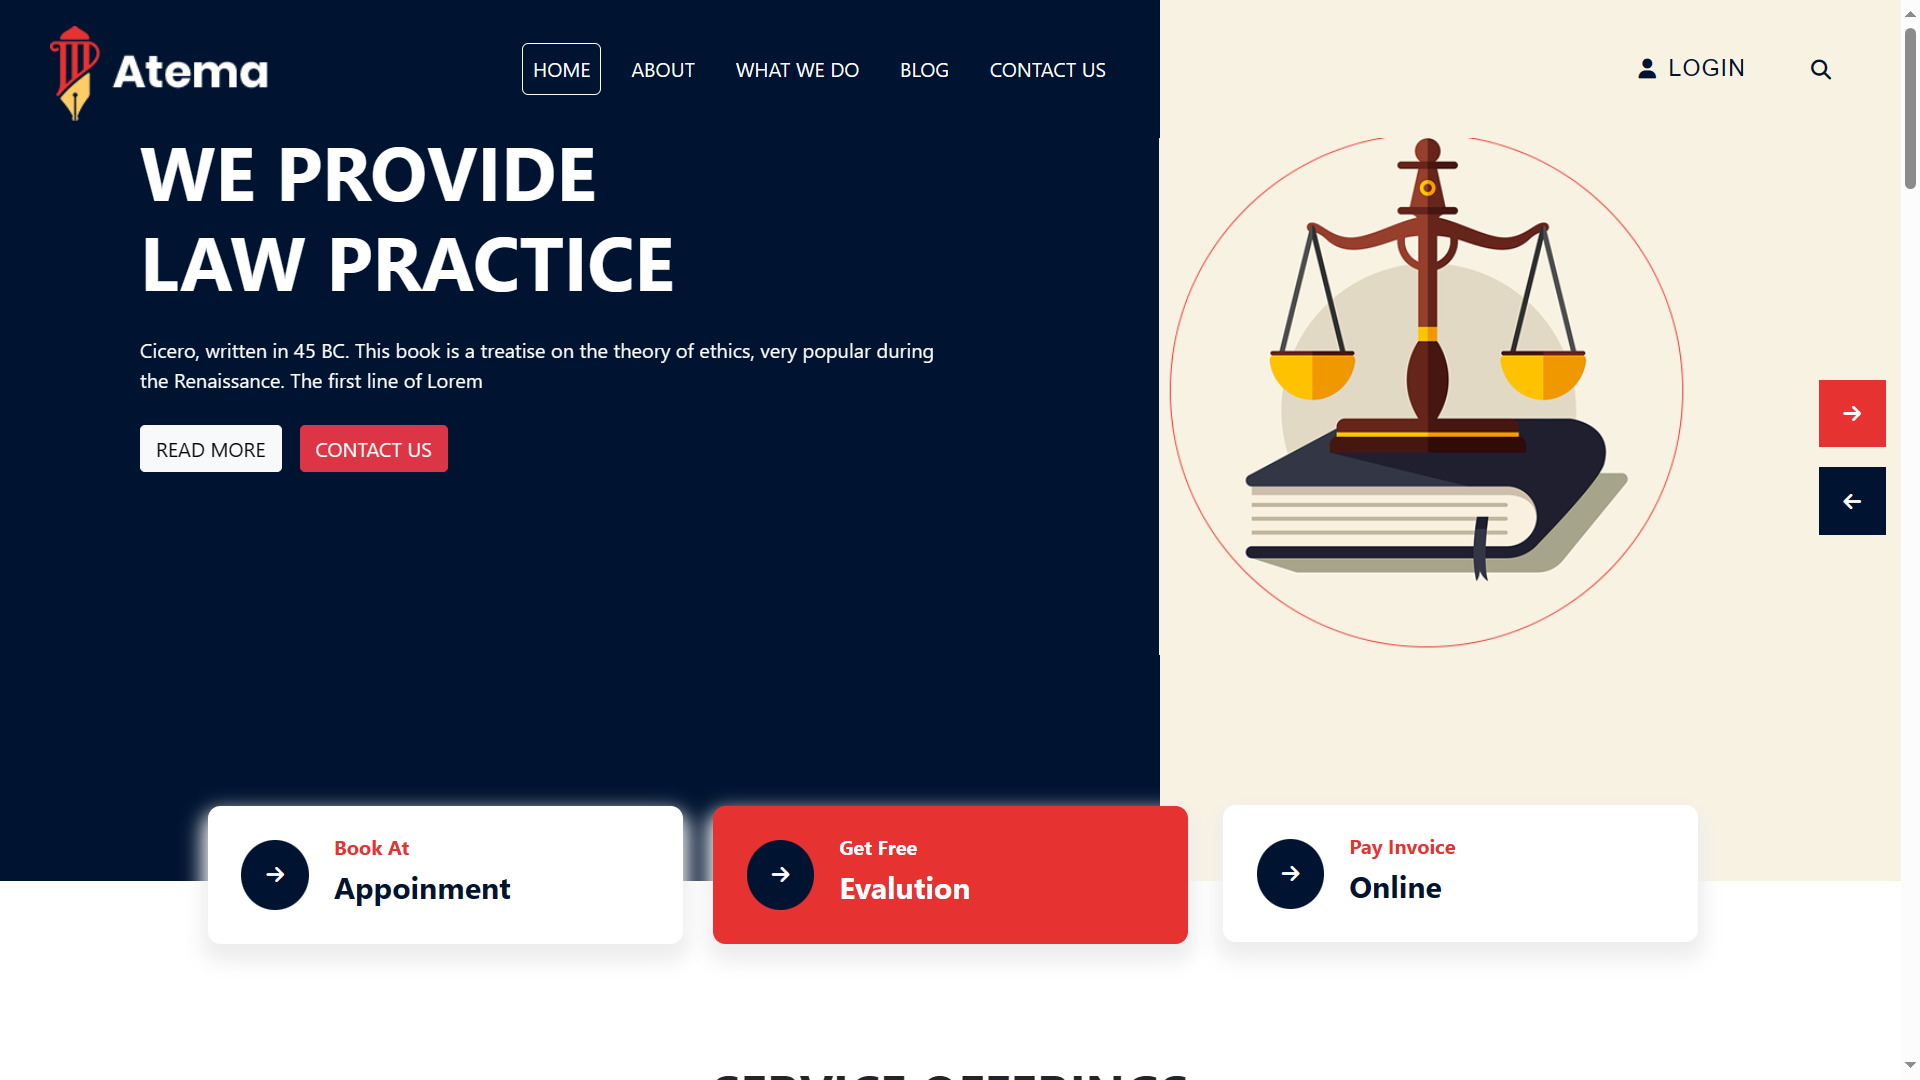 Atema
HOME
ABOUT
WHAT WE DO
BLOG
CONTACT US
LOGIN
WE PROVIDE
LAW PRACTICE
Cicero, written in 45 BC. This book is a treatise on the theory of ethics, very popular during
the Renaissance. The first line of Lorem
READ MORE
CONTACT US
Book At
Appoinment
Get Free
Evalution
Pay Invoice
Online
SERVICE OFFERINGS